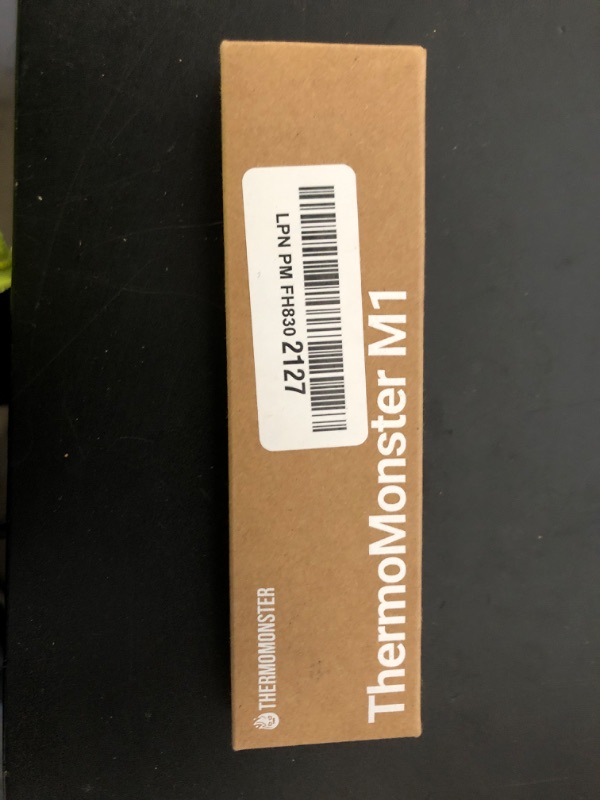 THERMOMONSTER
ThermoMonster M1
LPN PM FH830 2127